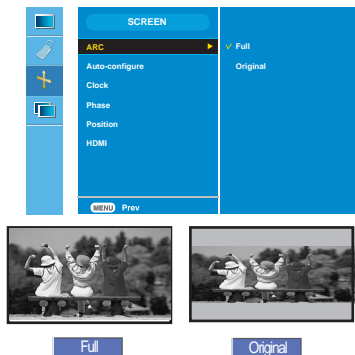 SCREEN
ARC
Full
Auto-configure
Original
Clock
Phase
Position
HDMI
MENU Prev
Full
Original